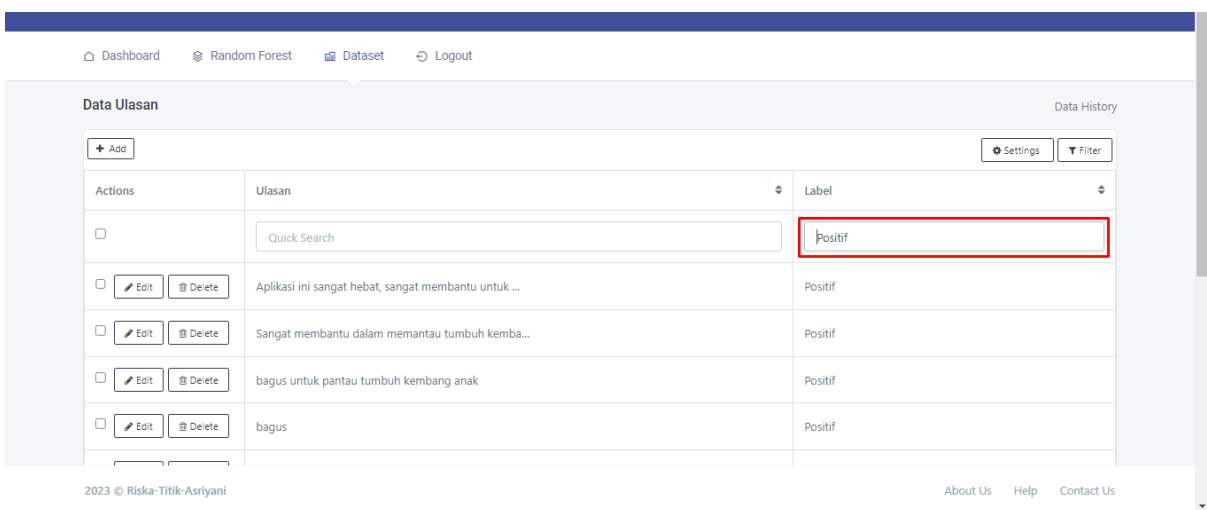 Dashboard Random Forest Dataset Logout
Data Ulasan Data History
Add Settings Filter
Actions Ulasan Label
Quick Search Positif
Edit Delete Aplikasi ini sangat hebat, sangat membantu untuk ... Positif
Edit Delete Sangat membantu dalam memantau tumbuh kemba... Positif
Edit Delete bagus untuk pantau tumbuh kembang anak Positif
Edit Delete bagus Positif
2023 © Riska-Titik-Asriyani About Us Help Contact Us